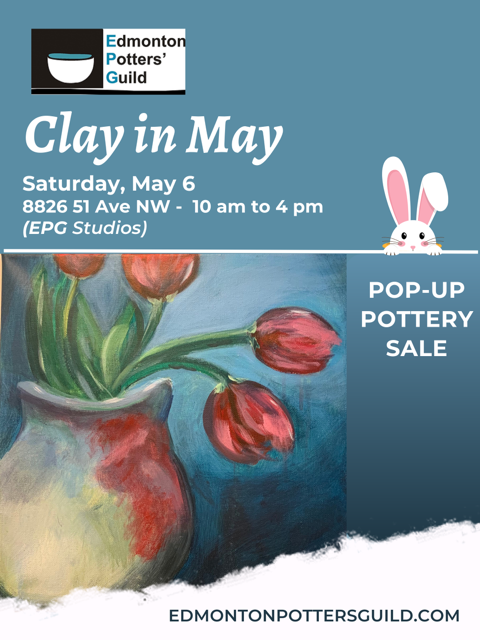 Edmonton
Potters'
Guild
Clay in May
Saturday, May 6
8826 51 Ave NW - 10 am to 4 pm
(EPG Studios)
POP-UP
POTTERY
SALE
EDMONTONPOTTERSGUILD.COM